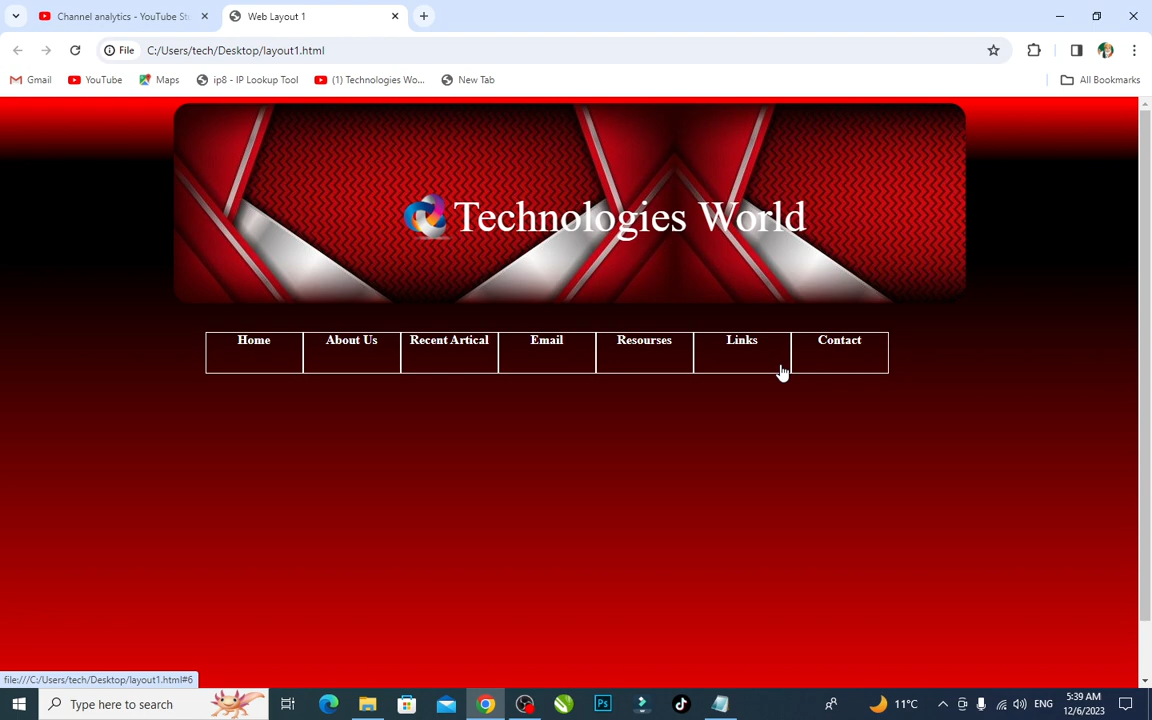 Channel analytics - YouTube St
Web Layout 1
File
C:/Users/tech/Desktop/layout1.html
Gmail
YouTube
Maps
ip8 - IP Lookup Tool
(1) Technologies Wo...
New Tab
All Bookmarks
Technologies World
Home
About Us
Recent Artical
Email
Resourses
Links
Contact
file:///C:/Users/tech/Desktop/layout1.html#6
Type here to search
Ps
11°C
ENG
5:39 AM
12/6/2023